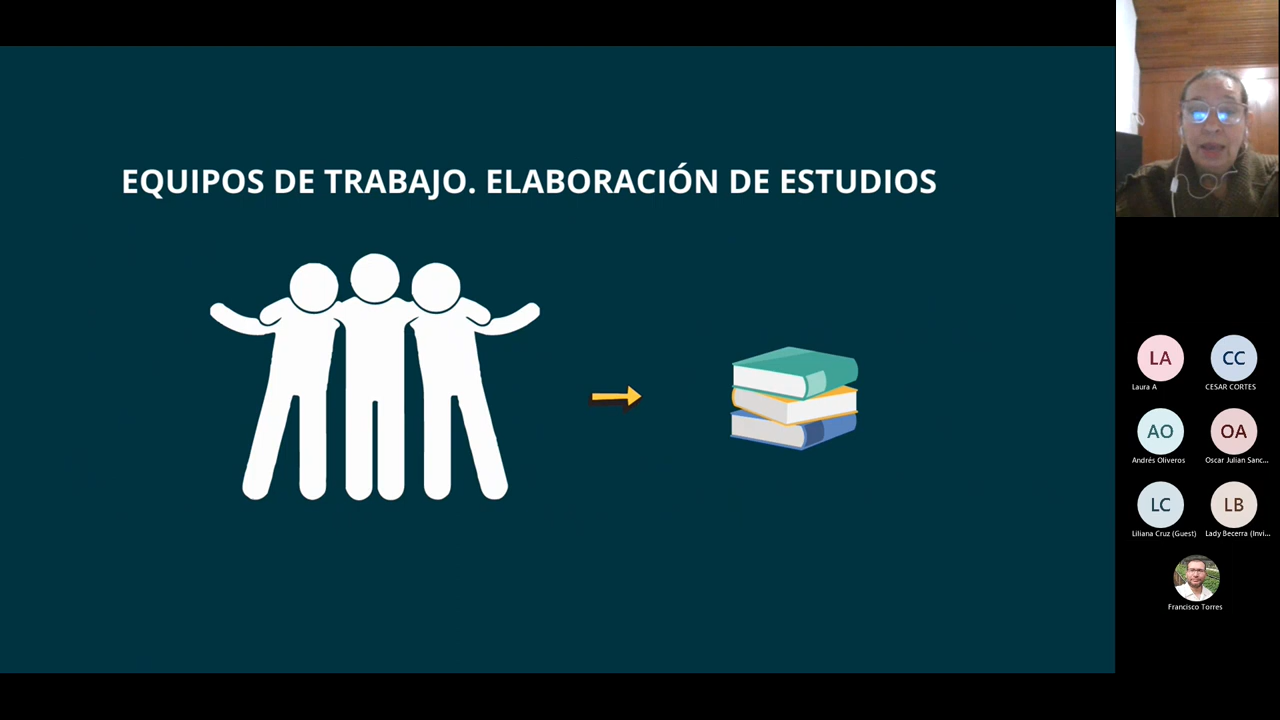 EQUIPOS DE TRABAJO. ELABORACIÓN DE ESTUDIOS
LA
CC
Laura A
CESAR CORTES
AO
OA
Andrés Oliveros
Oscar Julían Sanc...
LC
LB
Liliana Cruz (Guest)
Lady Becerra (Invi...
Francisco Torres